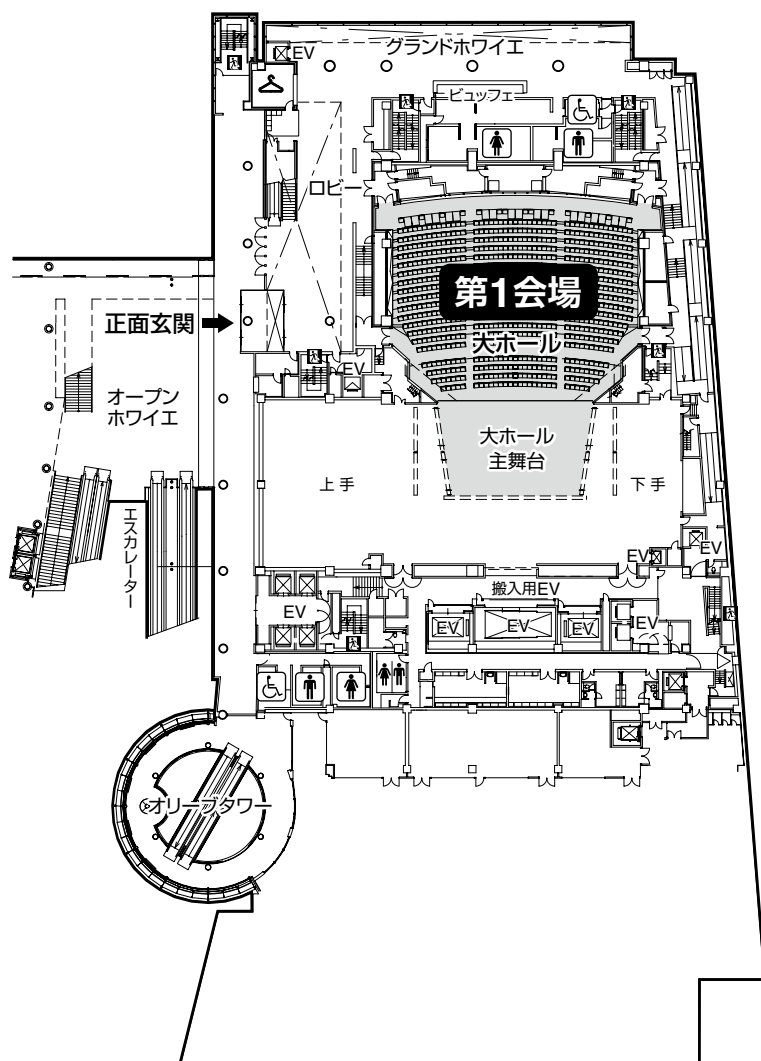 グランドホワイエ
EV
ビュッフェ
ロビー
第1会場
大ホール
正面玄関
EV
オープン
ホワイエ
大ホール
主舞台
上手
下手
エスカレーター
EV
EV
搬入用EV
EV
EV
EV
EV
EV
オリーブタワー